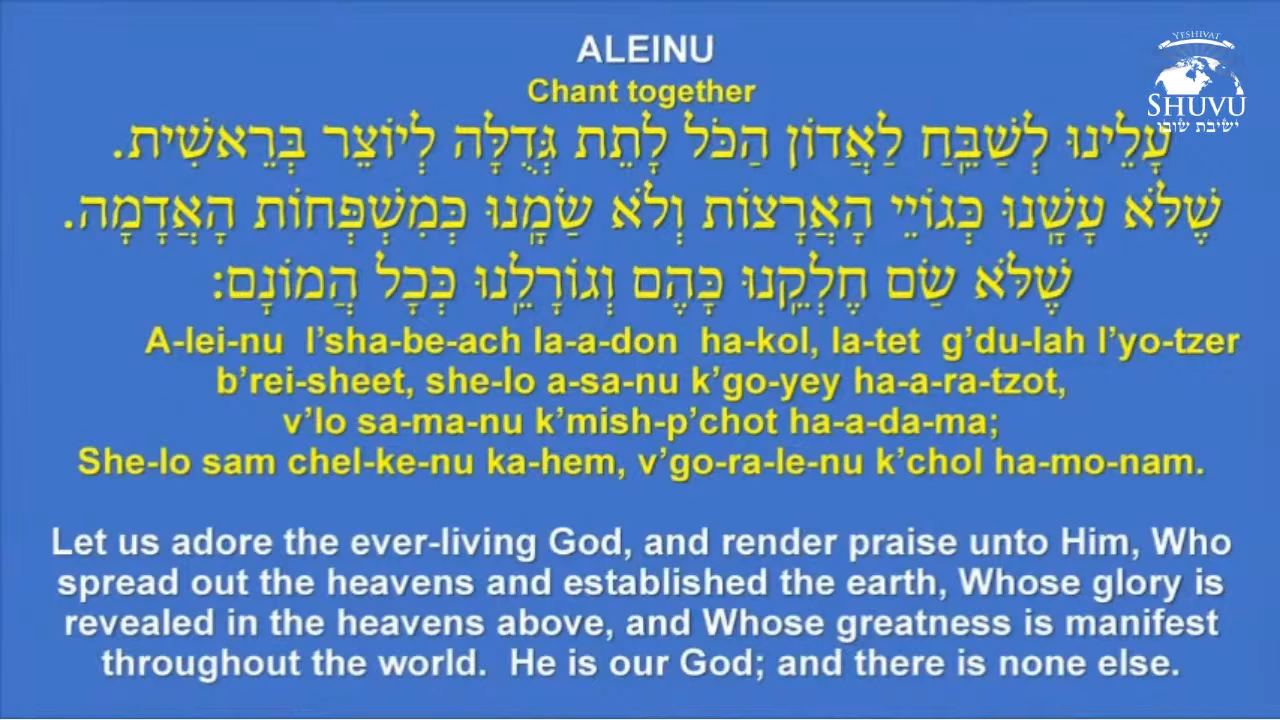 ALEINU
Chant together
עָלֵינוּ לְשַׁבֵּֽחַ לַאֲדוֹן הַכֹּל לָתֵת גְּדֻלָּה לְיוֹצֵר בְּרֵאשִׁית.
שֶׁלֹּא עָשָֽׂנוּ כְּגוֹיֵי הָאֲרָצוֹת וְלֹא שַׂמָֽנוּ כְּמִשְׁפְּחוֹת הָאֲדָמָה.
שֶׁלֹּא שַׂם חֶלְקֵֽנוּ כָּהֶם וְגוֹרָלֵֽנוּ כְּכָל הֲמוֹנָם:
A-lei-nu l’sha-be-ach la-a-don ha-kol, la-tet g’du-lah l’yo-tzer
b’rei-sheet, she-lo a-sa-nu k’go-yey ha-a-ra-tzot,
v’lo sa-ma-nu k’mish-p’chot ha-a-da-ma;
She-lo sam chel-ke-nu ka-hem, v’go-ra-le-nu k’chol ha-mo-nam.
Let us adore the ever-living God, and render praise unto Him, Who
spread out the heavens and established the earth, Whose glory is
revealed in the heavens above, and Whose greatness is manifest
throughout the world. He is our God; and there is none else.
YESHIVAT
SHUVU
ישיבת שובו